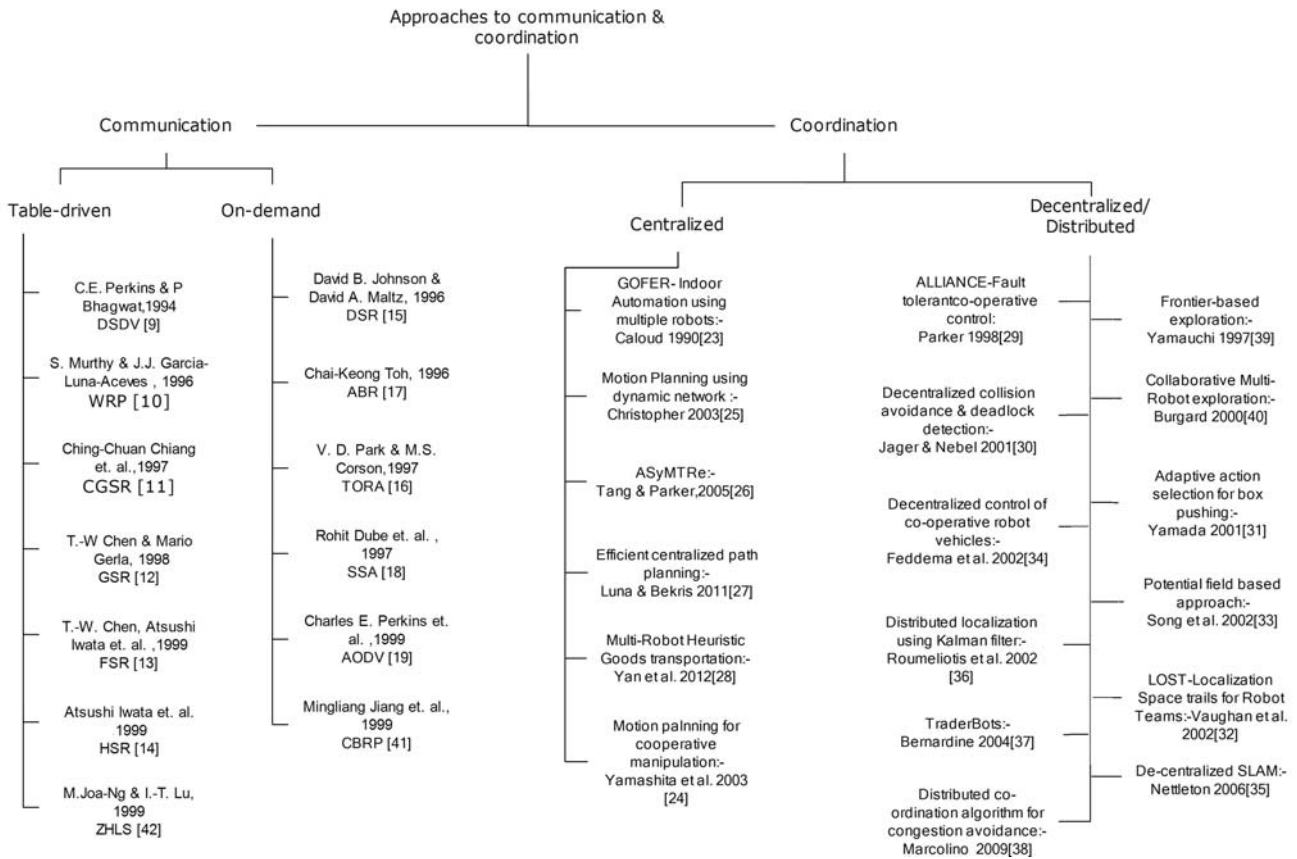 Approaches to communication &
coordination
Communication
Coordination
Table-driven
On-demand
Centralized
Decentralized/
Distributed
C.E. Perkins & P
Bhagwat,1994
DSDV [9]
S. Murthy & J.J. Garcia-
Luna-Aceves , 1996
WRP [10]
Ching-Chuan Chiang
et. al.,1997
CGSR [11]
T.-W Chen & Mario
Gerla, 1998
GSR [12]
T.-W. Chen, Atsushi
Iwata et. al. ,1999
FSR [13]
Atsushi Iwata et. al.
1999
HSR [14]
M.Joa-Ng & I.-T. Lu,
1999
ZHLS [42]
David B. Johnson &
David A. Maltz, 1996
DSR [15]
Chai-Keong Toh, 1996
ABR [17]
V. D. Park & M.S.
Corson,1997
TORA [16]
Rohit Dube et. al. ,
1997
SSA [18]
Charles E. Perkins et.
al. ,1999
AODV [19]
Mingliang Jiang et. al.,
1999
CBRP [41]
GOFER- Indoor
Automation using
multiple robots:-
Caloud 1990[23]
Motion Planning using
dynamic network :-
Christopher 2003[25]
ASyMTRe:-
Tang & Parker,2005[26]
Efficient centralized path
planning:-
Luna & Bekris 2011[27]
Multi-Robot Heuristic
Goods transportation:-
Yan et al. 2012[28]
Motion palnning for
cooperative
manipulation:-
Yamashita et al. 2003
[24]
ALLIANCE-Fault
tolerantco-operative
control:
Parker 1998[29]
Decentralized collision
avoidance & deadlock
detection:-
Jager & Nebel 2001[30]
Decentralized control of
co-operative robot
vehicles:-
Feddema et al. 2002[34]
Distributed localization
using Kalman filter:-
Roumeliotis et al. 2002
[36]
TraderBots:-
Bernardine 2004[37]
Distributed co-
ordination algorithm for
congestion avoidance:-
Marcolino 2009[38]
Frontier-based
exploration:-
Yamauchi 1997[39]
Collaborative Multi-
Robot exploration:-
Burgard 2000[40]
Adaptive action
selection for box
pushing:-
Yamada 2001[31]
Potential field based
approach:-
Song et al. 2002[33]
LOST-Localization
Space trails for Robot
Teams:-Vaughan et al.
2002[32]
De-centralized SLAM:-
Nettleton 2006[35]